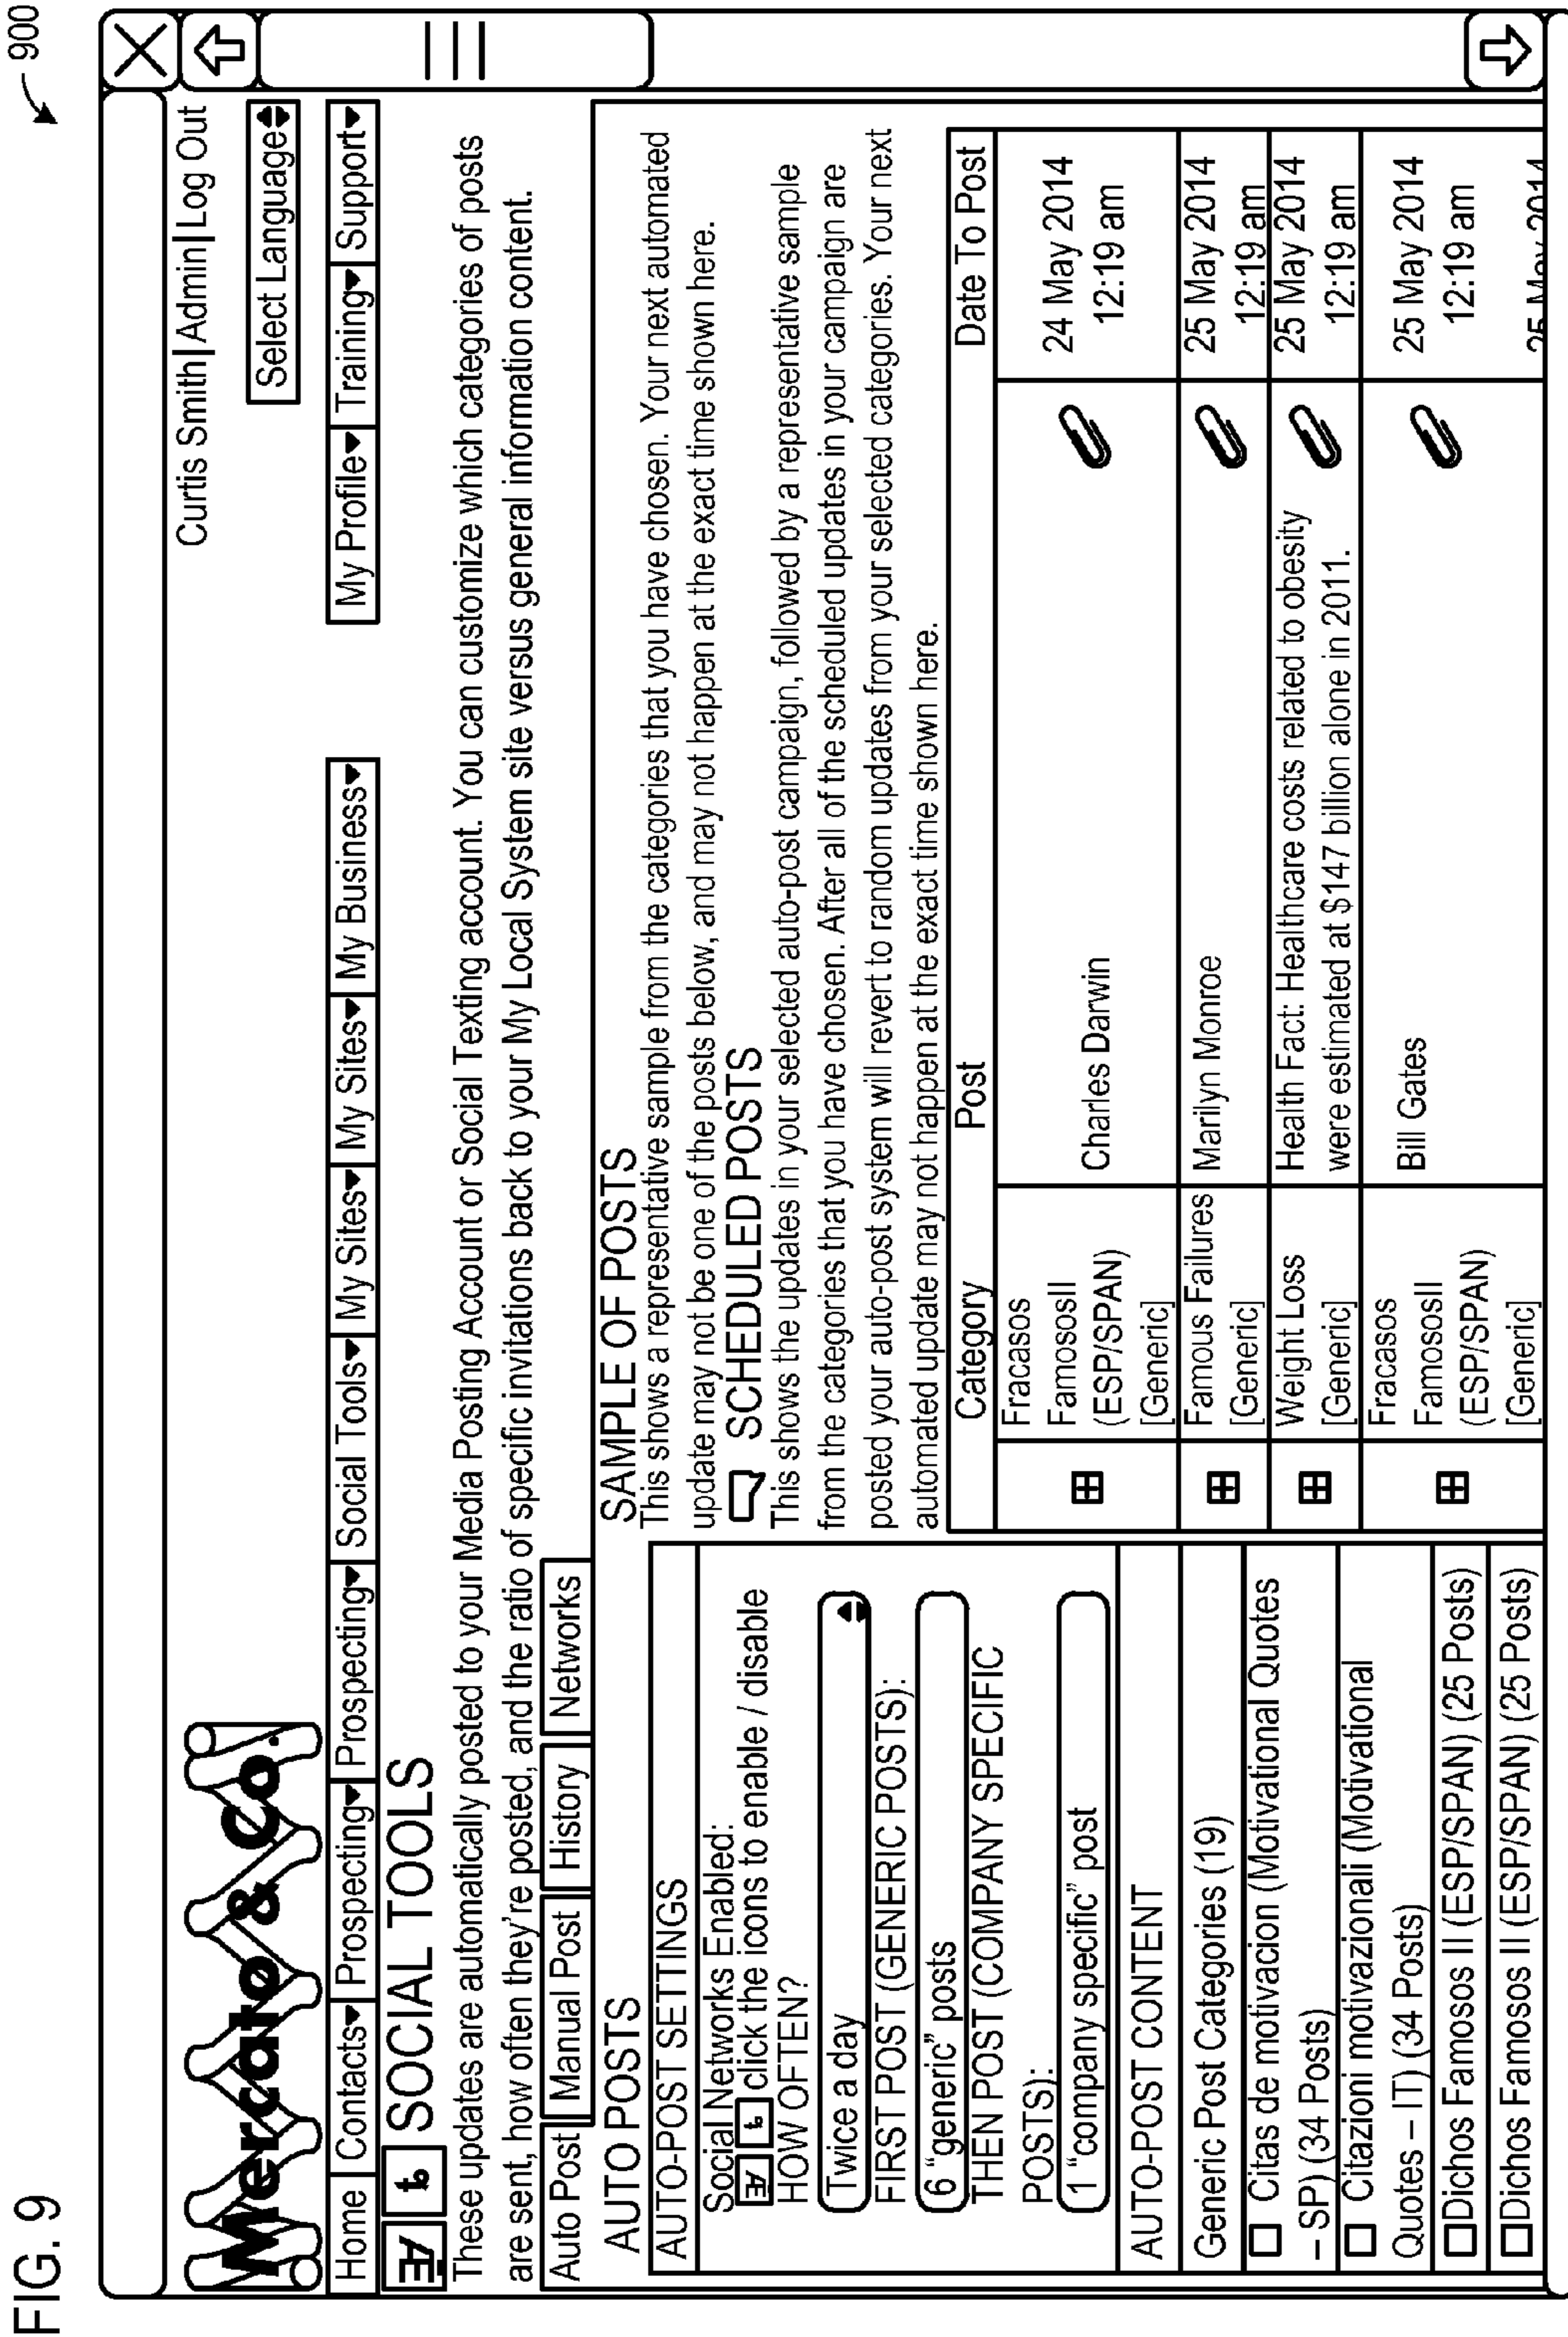 FIG. 9
900
Curtis Smith|Admin|Log Out
Mercato & Co.
Select Language
Home Contacts Prospecting Prospecting Social Tools My Sites My Sites My Business My Profile Training Support
Æ t SOCIAL TOOLS
These updates are automatically posted to your Media Posting Account or Social Texting account. You can customize which categories of posts
are sent, how often they're posted, and the ratio of specific invitations back to your My Local System site versus general information content.
Auto Post Manual Post History Networks
AUTO POSTS
AUTO-POST SETTINGS
Social Networks Enabled:
Æ t click the icons to enable / disable
HOW OFTEN?
Twice a day
FIRST POST (GENERIC POSTS):
6 “generic” posts
THEN POST (COMPANY SPECIFIC
POSTS):
1 “company specific” post
AUTO-POST CONTENT
Generic Post Categories (19)
Citas de motivacion (Motivational Quotes
– SP) (34 Posts)
Citazioni motivazionali (Motivational
Quotes – IT) (34 Posts)
Dichos Famosos II (ESP/SPAN) (25 Posts)
Dichos Famosos II (ESP/SPAN) (25 Posts)
SAMPLE OF POSTS
This shows a representative sample from the categories that you have chosen. Your next automated
update may not be one of the posts below, and may not happen at the exact time shown here.
SCHEDULED POSTS
This shows the updates in your selected auto-post campaign, followed by a representative sample
from the categories that you have chosen. After all of the scheduled updates in your campaign are
posted your auto-post system will revert to random updates from your selected categories. Your next
automated update may not happen at the exact time shown here.
Category Post Date To Post
Fracasos
FamososII
(ESP/SPAN)
[Generic]
Charles Darwin
24 May 2014
12:19 am
Famous Failures
[Generic]
Marilyn Monroe
25 May 2014
12:19 am
Weight Loss
[Generic]
Health Fact: Healthcare costs related to obesity
were estimated at $147 billion alone in 2011.
25 May 2014
12:19 am
Fracasos
FamososII
(ESP/SPAN)
[Generic]
Bill Gates
25 May 2014
12:19 am
25 May 2014